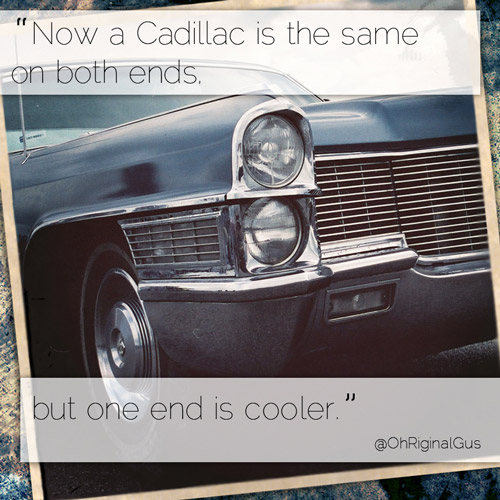 “Now a Cadillac is the same
on both ends,
but one end is cooler.”
@OhRiginalGus